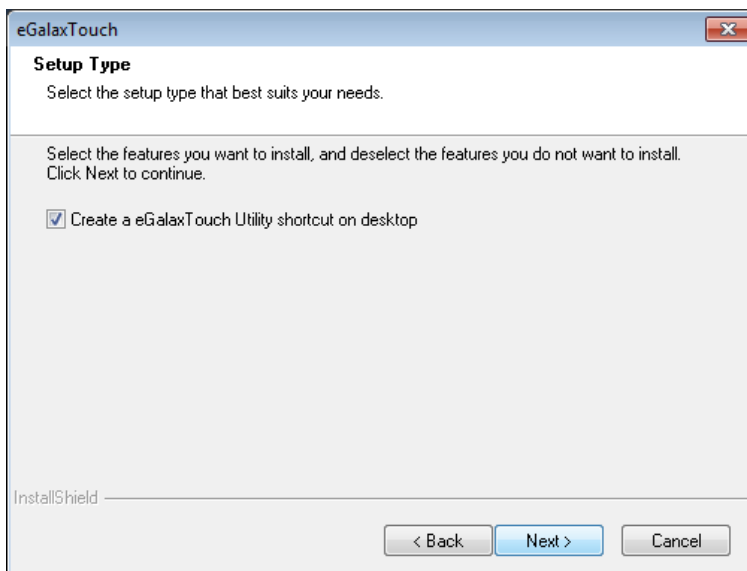 eGalaxTouch
Setup Type
Select the setup type that best suits your needs.
Select the features you want to install, and deselect the features you do not want to install.
Click Next to continue.
Create a eGalaxTouch Utility shortcut on desktop
InstallShield
< Back Next > Cancel